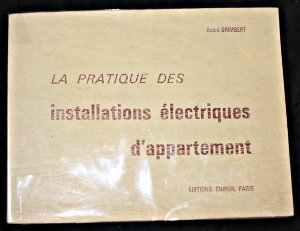 André GRIMBERT
LA PRATIQUE DES
installations électriques
d'appartement
EDITIONS CHIRON, PARIS